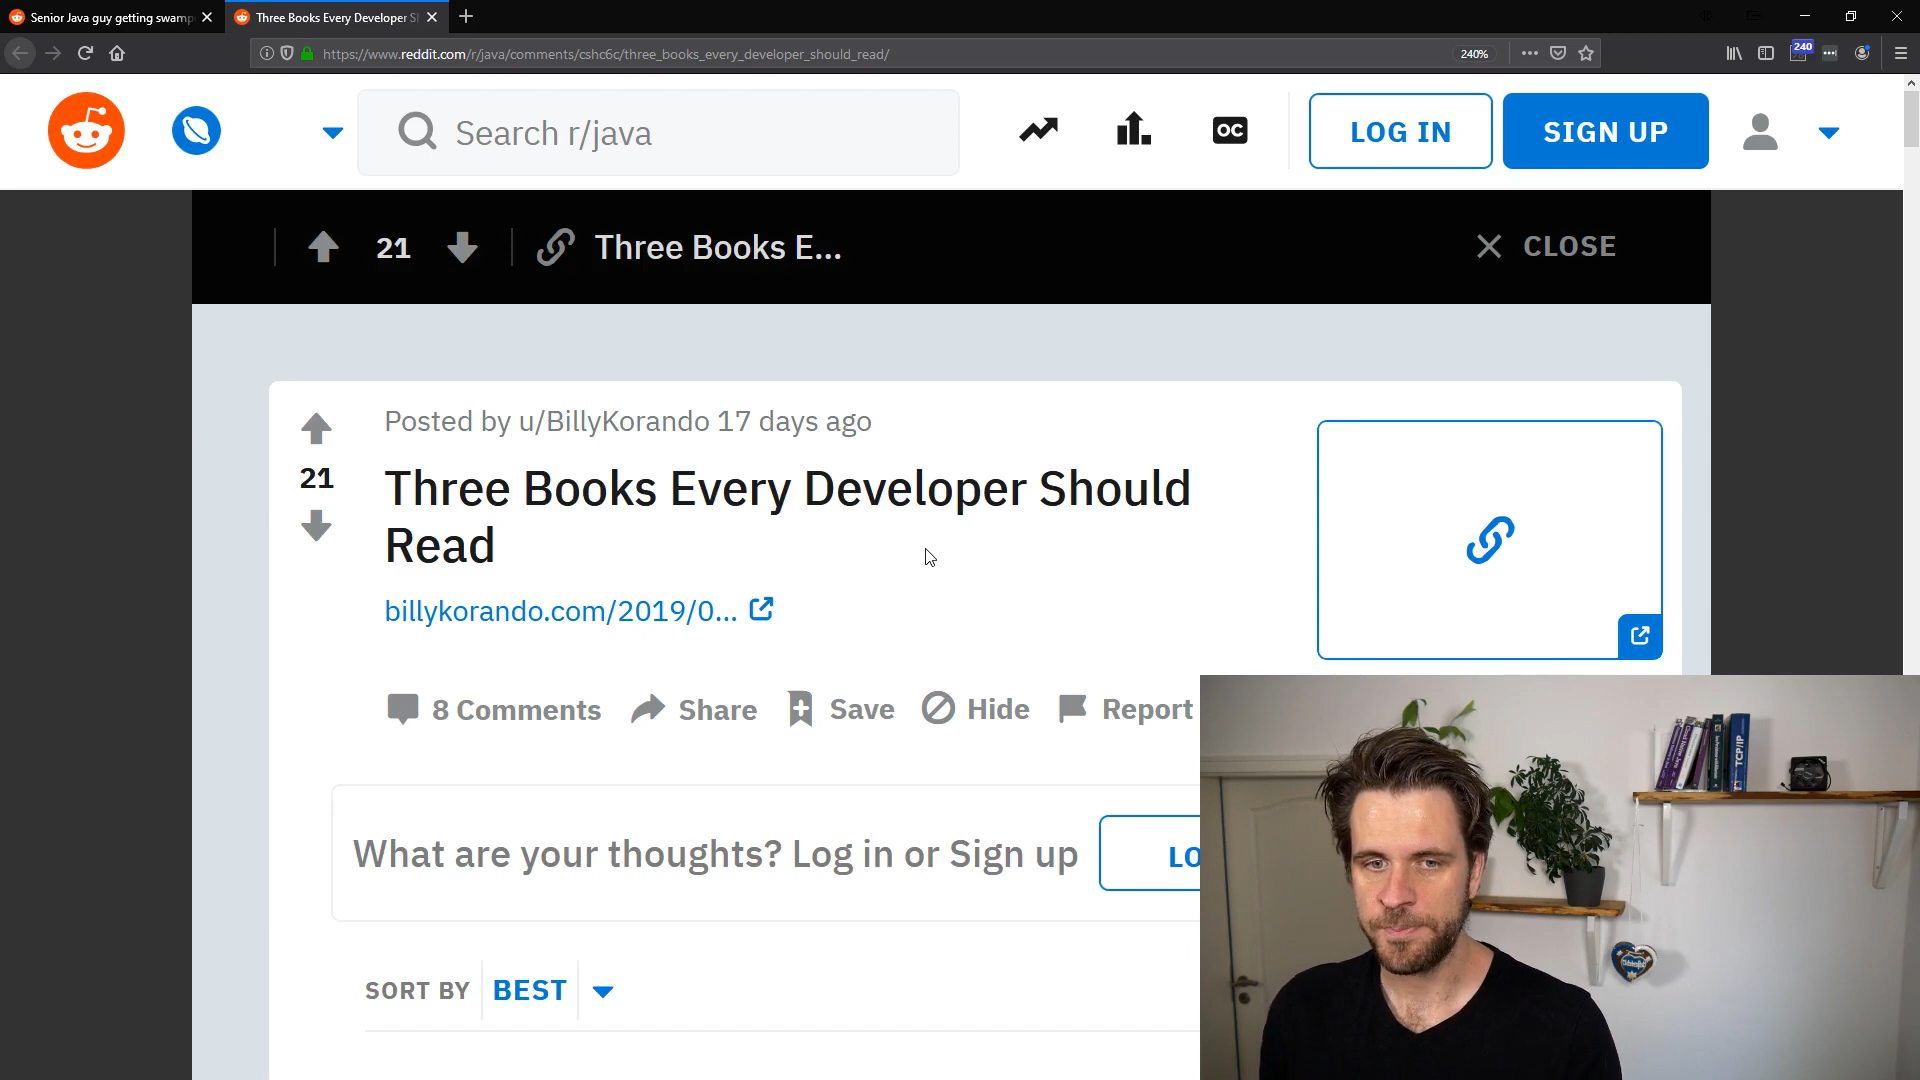 Senior Java guy getting swamp
Three Books Every Developer S
https://www.reddit.com/r/java/comments/cshc6c/three_books_every_developer_should_read/
240%
240
Search r/java
OC
LOG IN
SIGN UP
21
Three Books E...
CLOSE
Posted by u/BillyKorando 17 days ago
21
Three Books Every Developer Should
Read
billykorando.com/2019/0...
8 Comments
Share
Save
Hide
Report
What are your thoughts? Log in or Sign up
LO
SORT BY
BEST
TCP/IP